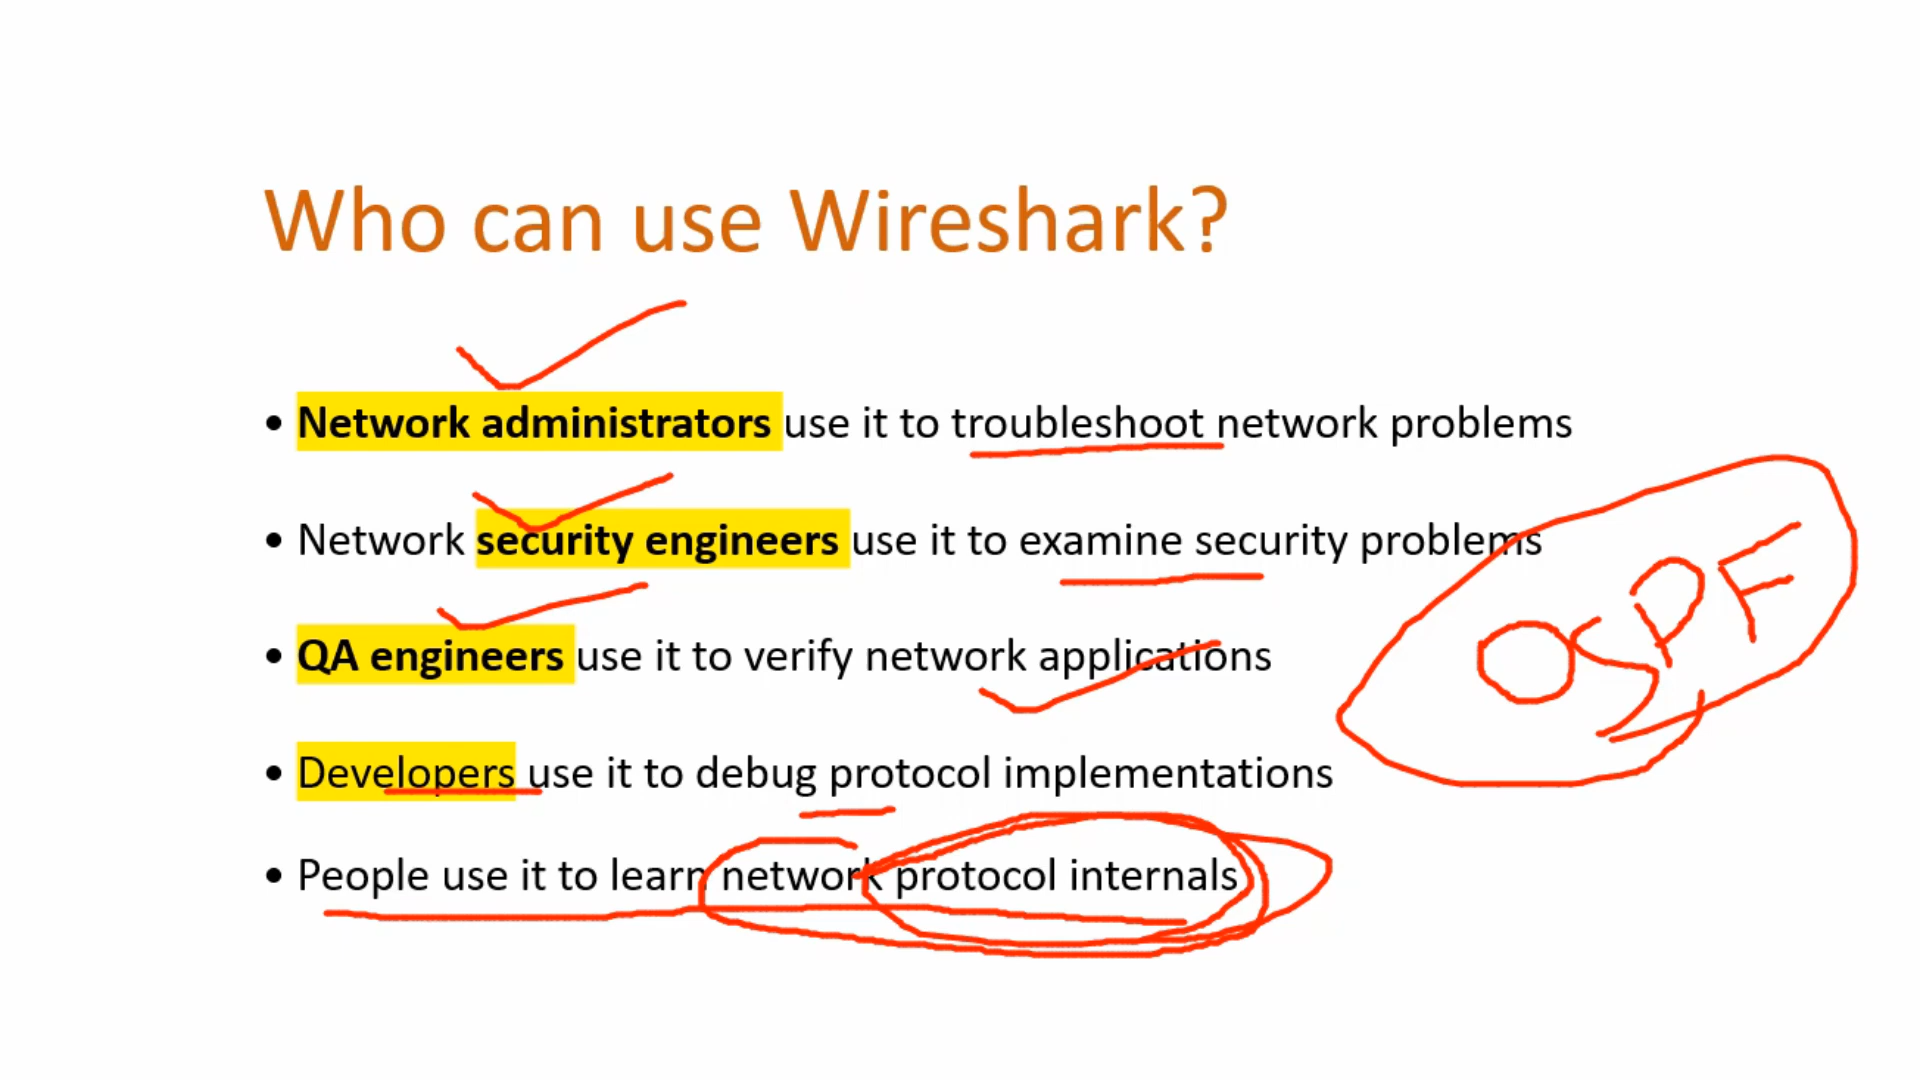 Who can use Wireshark?
• Network administrators use it to troubleshoot network problems
• Network security engineers use it to examine security problems
• QA engineers use it to verify network applications
OSPF
• Developers use it to debug protocol implementations
• People use it to learn network protocol internals